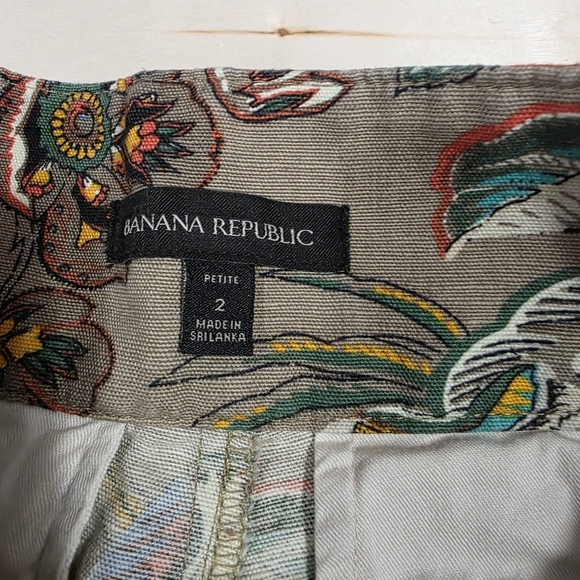 BANANA REPUBLIC
PETITE
2
MADE IN
SRI LANKA